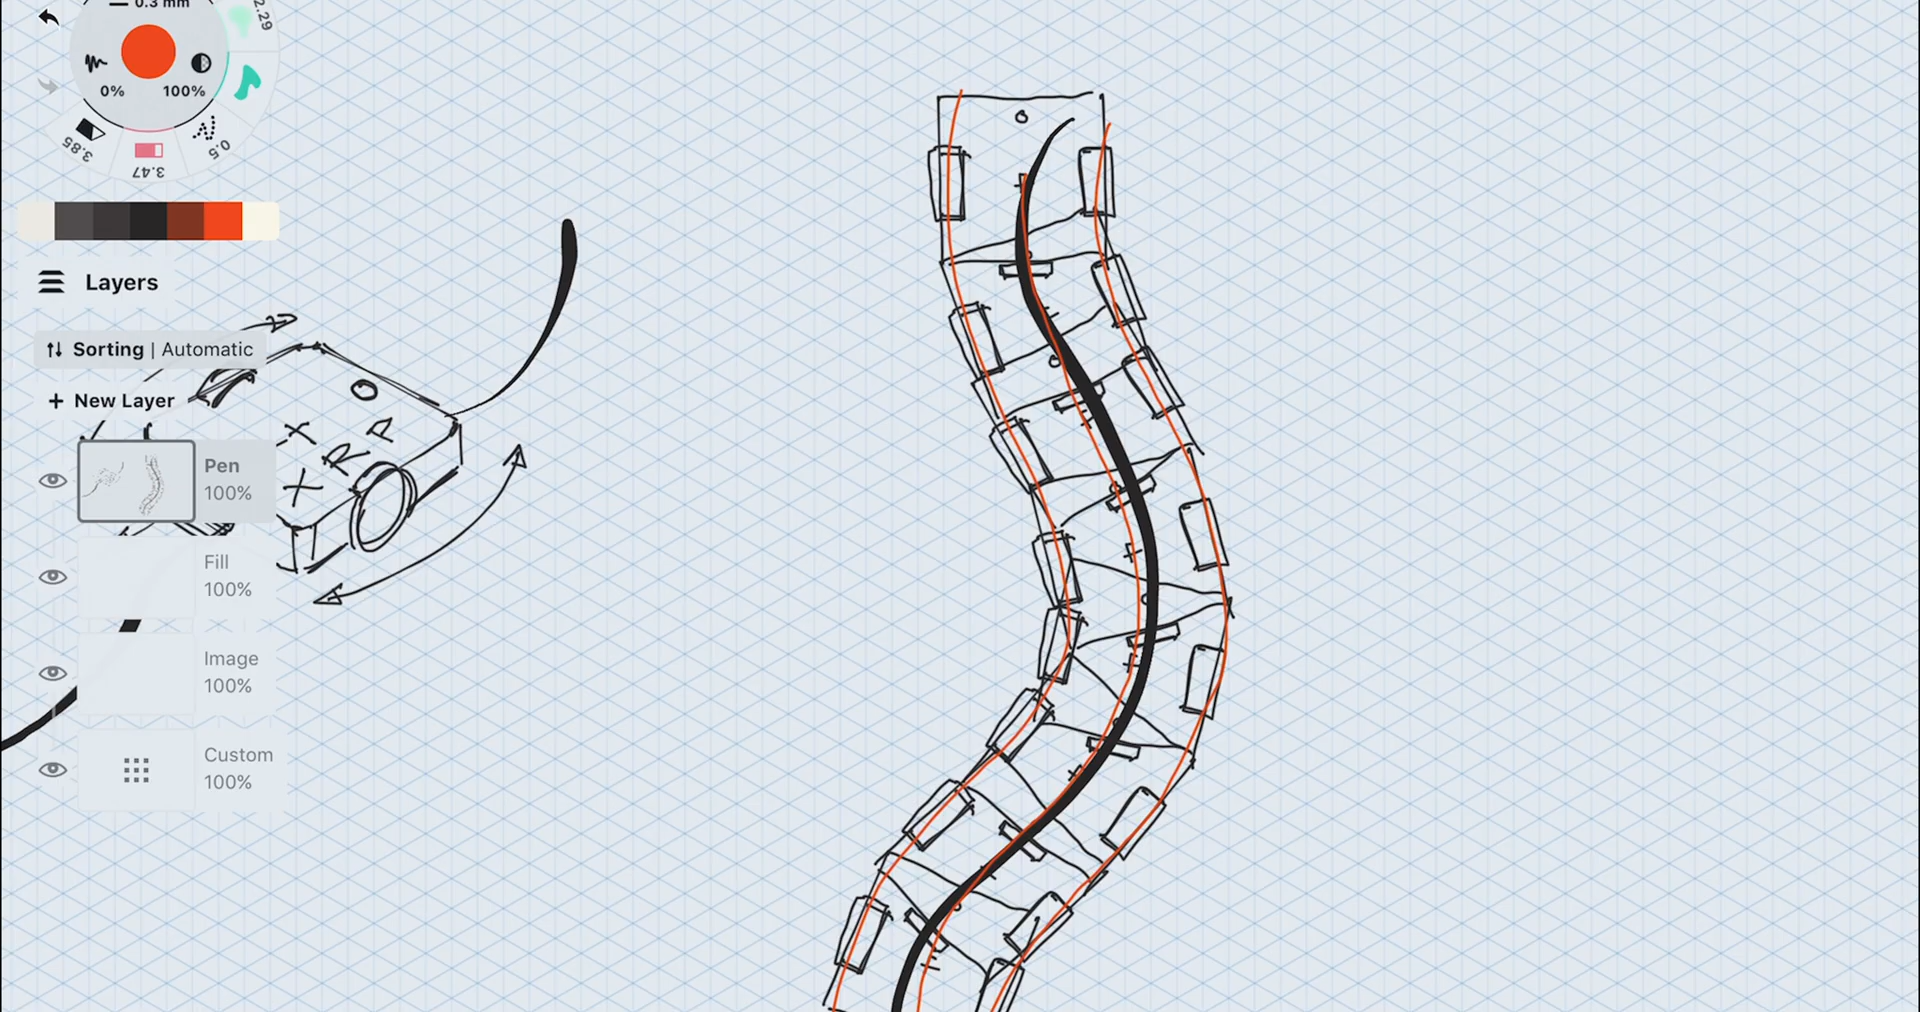 0.3 mm
2.29
0%
100%
0.5
3.85
3.47
Layers
Sorting | Automatic
+ New Layer
Pen
100%
Fill
100%
Image
100%
Custom
100%